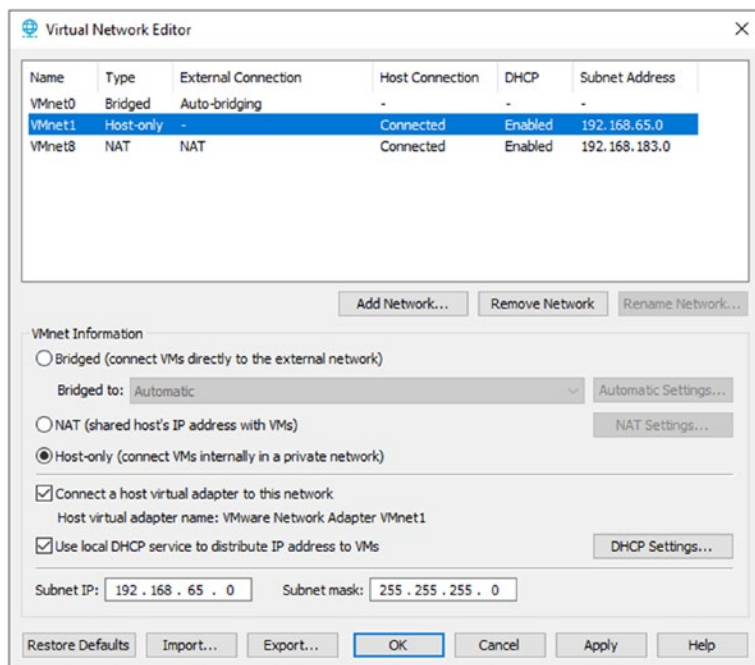 Virtual Network Editor
Name Type External Connection Host Connection DHCP Subnet Address
VMnet0 Bridged Auto-bridging - - -
VMnet1 Host-only - Connected Enabled 192.168.65.0
VMnet8 NAT NAT Connected Enabled 192.168.183.0
Add Network... Remove Network Rename Network...
VMnet Information
Bridged (connect VMs directly to the external network)
Bridged to: Automatic Automatic Settings...
NAT (shared host's IP address with VMs) NAT Settings...
Host-only (connect VMs internally in a private network)
Connect a host virtual adapter to this network
Host virtual adapter name: VMware Network Adapter VMnet1
Use local DHCP service to distribute IP address to VMs DHCP Settings...
Subnet IP: 192 . 168 . 65 . 0 Subnet mask: 255 . 255 . 255 . 0
Restore Defaults Import... Export... OK Cancel Apply Help